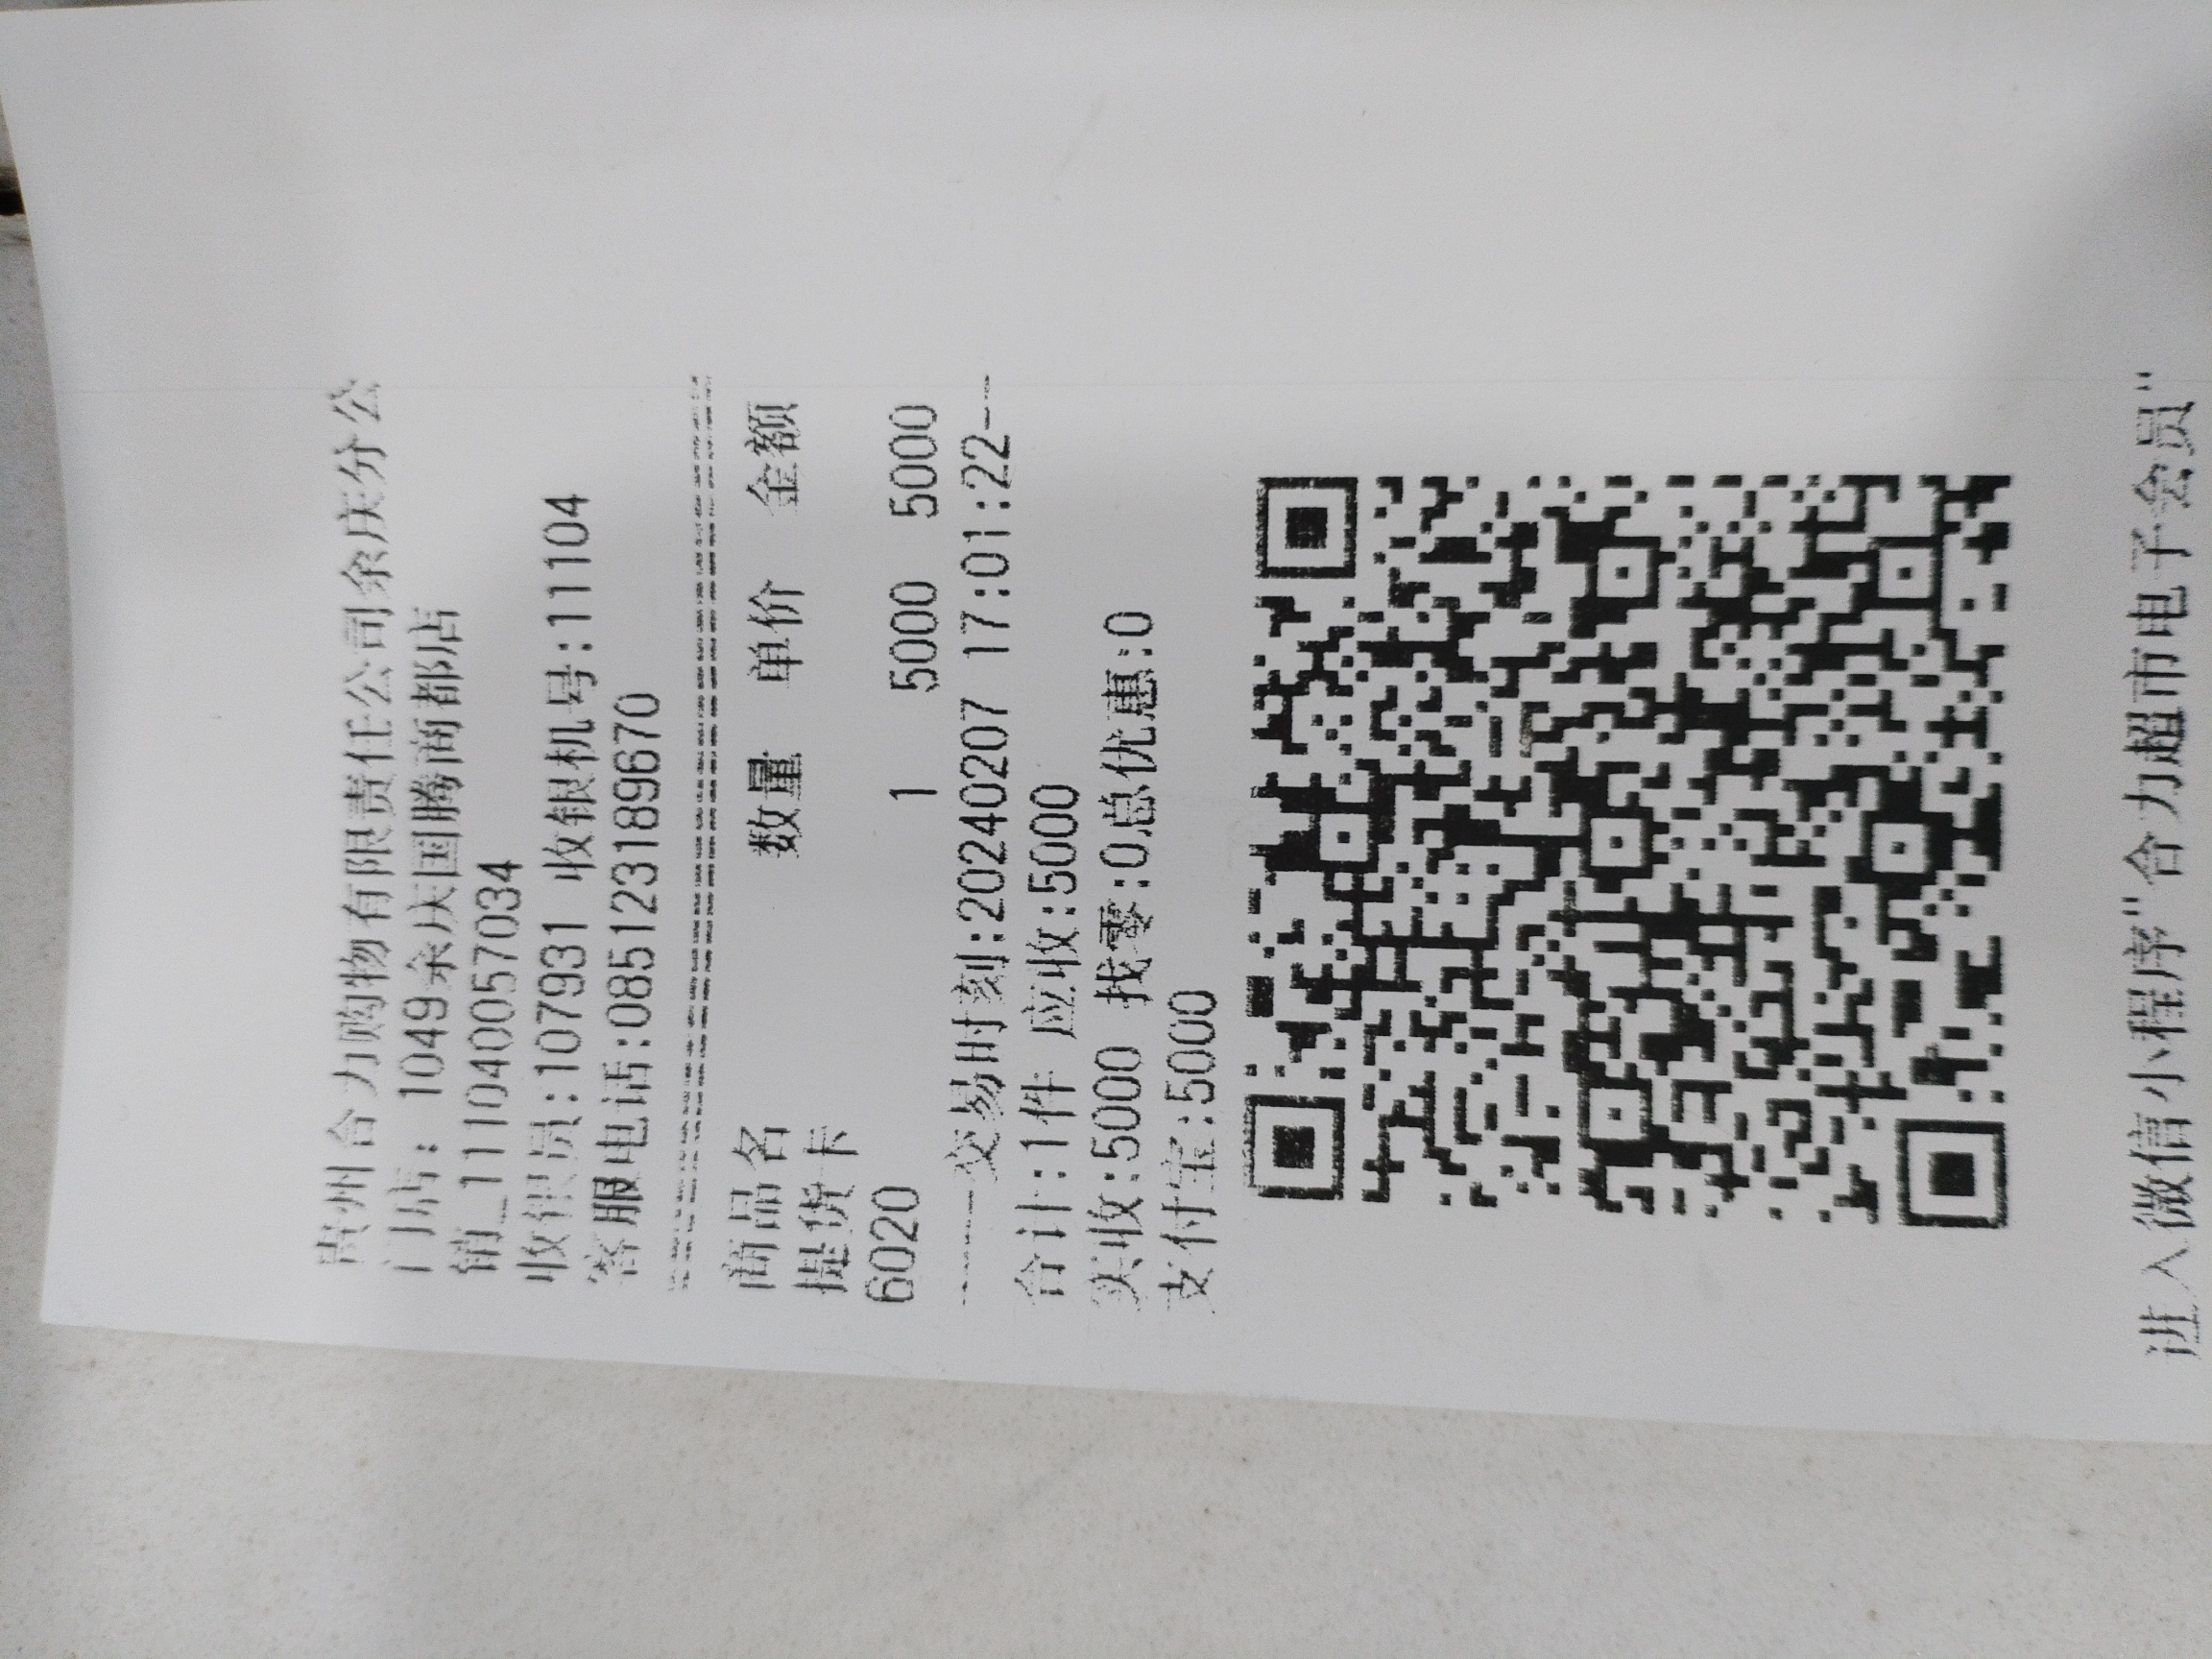 贵州合力购物有限责任公司余庆分公
门店: 1049余庆国腾商都店
销_111040057034
收银员:107931 收银机号:11104
客服电话:085123189670
商品名 数量 单价 金额
提货卡
6020 1 5000 5000
-----交易时刻:20240207 17:01:22---
合计:1件 应收:5000
实收:5000 找零:0总优惠:0
支付宝:5000
进入微信小程序"合力超市电子会员"